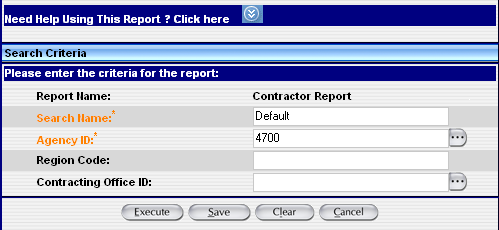 Need Help Using This Report ? Click here
Search Criteria
Please enter the criteria for the report:
Report Name: Contractor Report
Search Name:* Default
Agency ID:* 4700 ...
Region Code:
Contracting Office ID: ...
Execute Save Clear Cancel